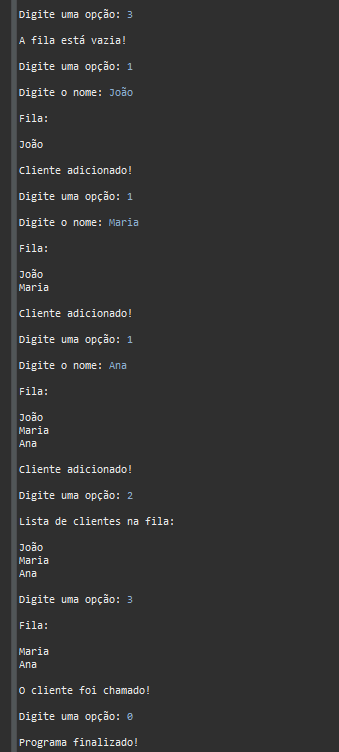 Digite uma opção: 3
A fila está vazia!
Digite uma opção: 1
Digite o nome: João
Fila:
João
Cliente adicionado!
Digite uma opção: 1
Digite o nome: Maria
Fila:
João
Maria
Cliente adicionado!
Digite uma opção: 1
Digite o nome: Ana
Fila:
João
Maria
Ana
Cliente adicionado!
Digite uma opção: 2
Lista de clientes na fila:
João
Maria
Ana
Digite uma opção: 3
Fila:
Maria
Ana
O cliente foi chamado!
Digite uma opção: 0
Programa finalizado!